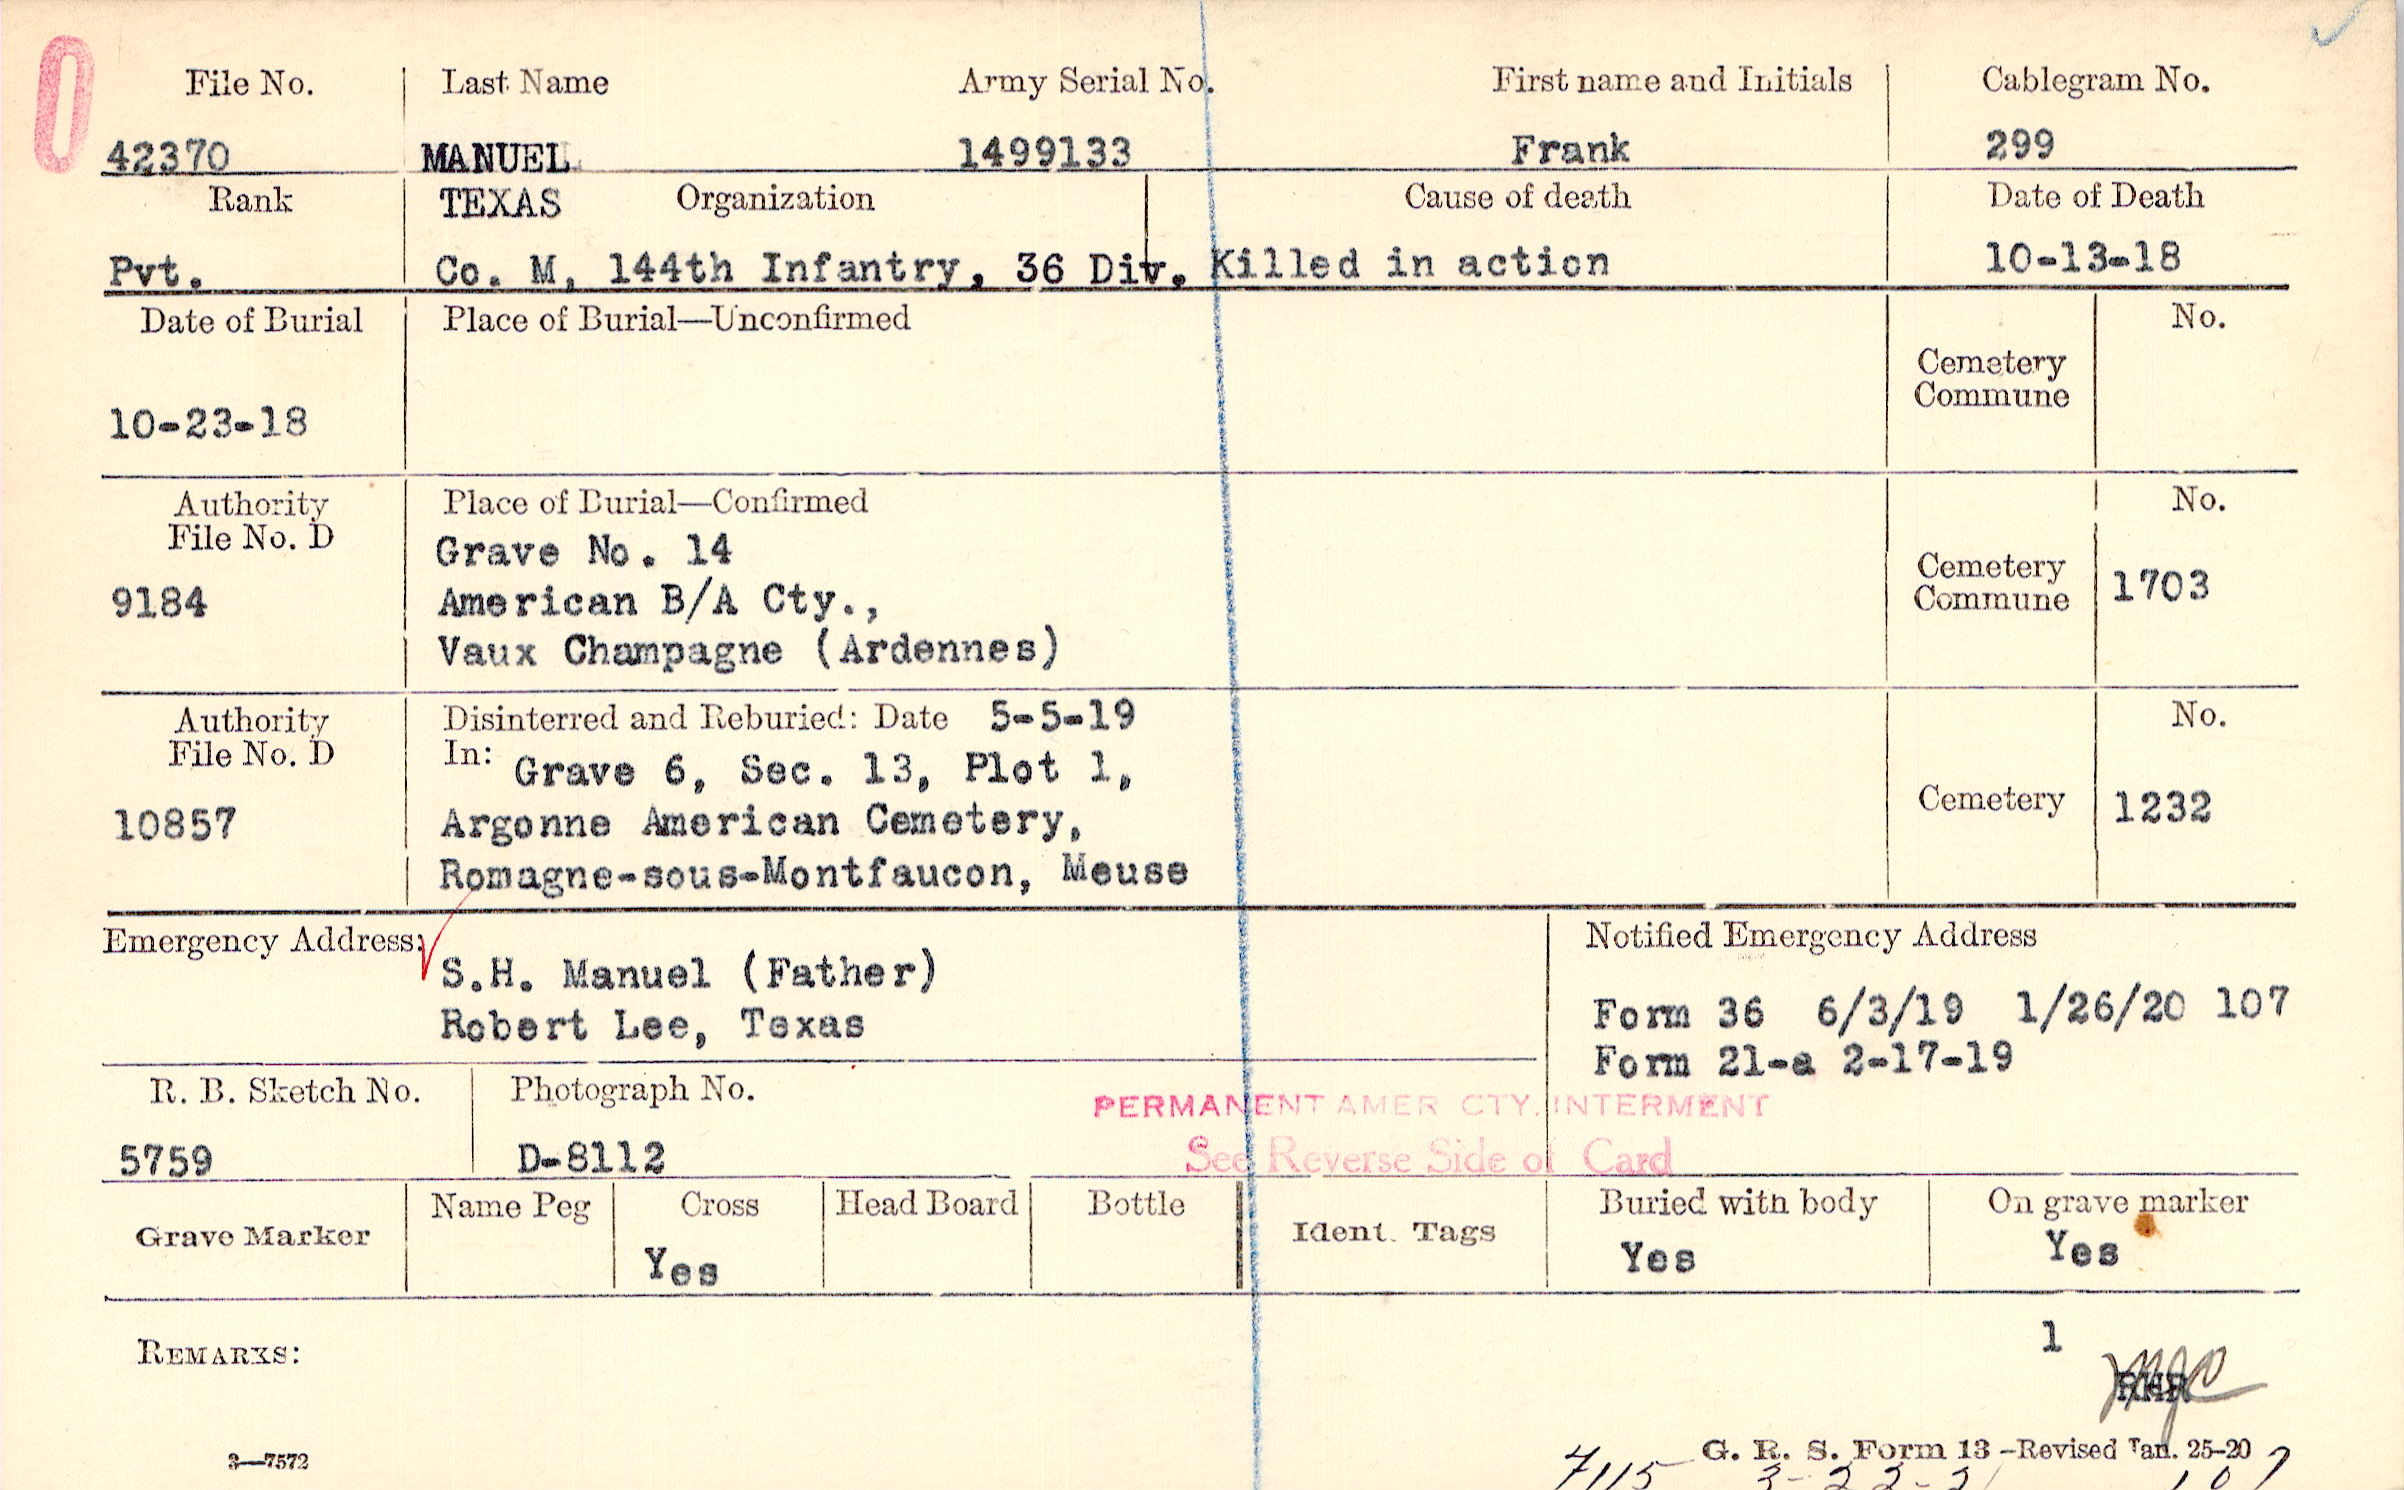 0
File No. Last Name Army Serial No. First name and Initials Cablegram No.
42370 MANUEL 1499133 Frank 299
Rank TEXAS Organization Cause of death Date of Death
Pvt. Co. M, 144th Infantry, 36 Div. Killed in action 10-13-18
Date of Burial Place of Burial—Unconfirmed No.
Cemetery
Commune
10-23-18
Authority Place of Burial—Confirmed No.
File No. D Grave No. 14
Cemetery
9184 American B/A Cty., Commune 1703
Vaux Champagne (Ardennes)
Authority Disinterred and Reburied: Date 5-5-19 No.
File No. D In: Grave 6, Sec. 13, Plot 1,
10857 Argonne American Cemetery, Cemetery 1232
Romagne-sous-Montfaucon, Meuse
Emergency Address: Notified Emergency Address
S.H. Manuel (Father)
Robert Lee, Texas Form 36 6/3/19 1/26/20 107
Form 21-a 2-17-19
R. B. Sketch No. Photograph No. PERMANENT AMER CTY. INTERMENT
5759 D-8112 See Reverse Side of Card
Grave Marker Name Peg Cross Head Board Bottle Ident. Tags Buried with body On grave marker
Yes Yes Yes
1
REMARKS:
3—7572 G. R. S. Form 13 -Revised Jan. 25-20
7115 3-22-21 107